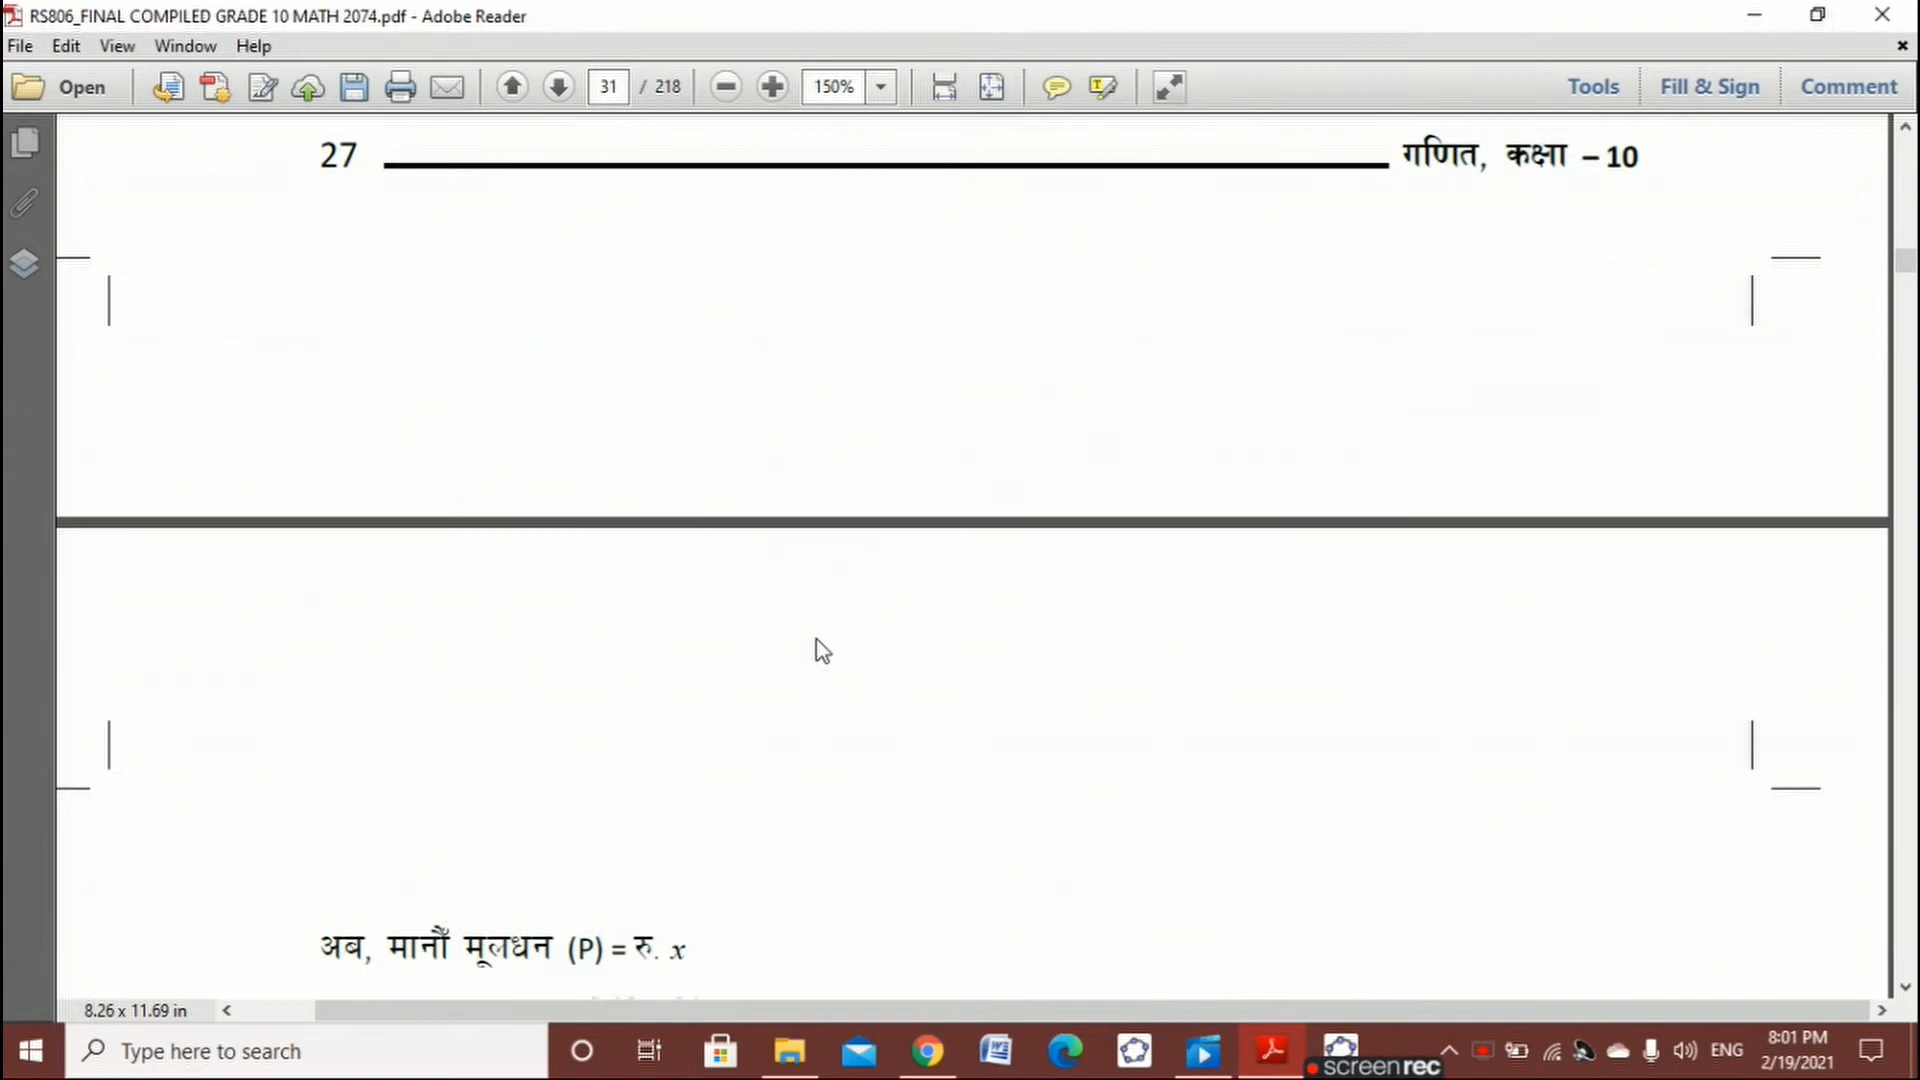 RS806_FINAL COMPILED GRADE 10 MATH 2074.pdf - Adobe Reader
File Edit View Window Help
Open 31 / 218 150% Tools Fill & Sign Comment
27 गणित, कक्षा – 10
अब, मानौँ मूलधन (P) = रु. x
8.26 x 11.69 in
Type here to search
screenrec
ENG
8:01 PM
2/19/2021